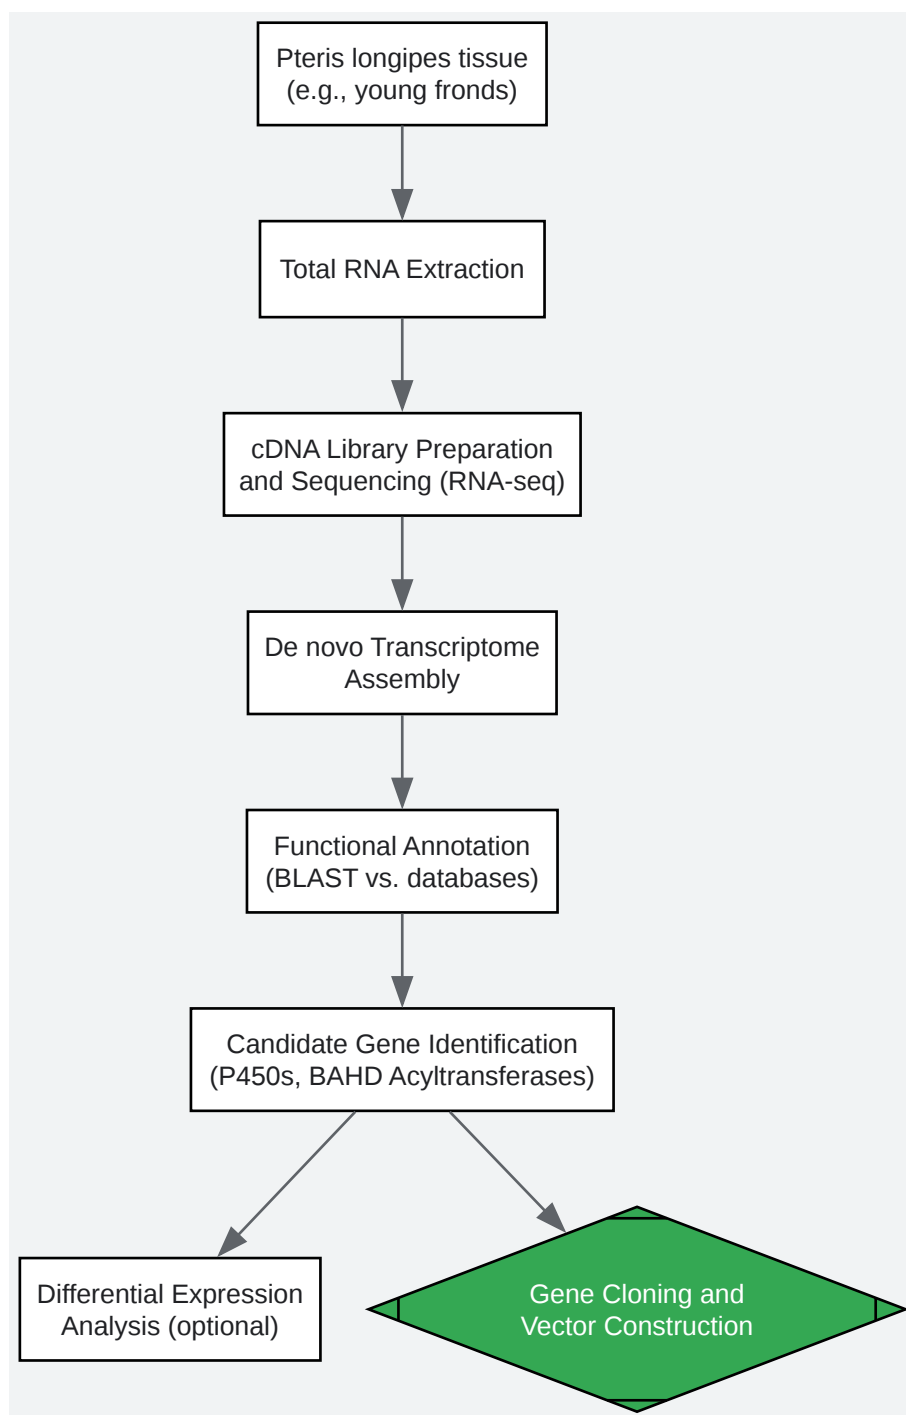 Pteris longipes tissue
(e.g., young fronds)
Total RNA Extraction
cDNA Library Preparation
and Sequencing (RNA-seq)
De novo Transcriptome
Assembly
Functional Annotation
(BLAST vs. databases)
Candidate Gene Identification
(P450s, BAHD Acyltransferases)
Differential Expression
Analysis (optional)
Gene Cloning and
Vector Construction